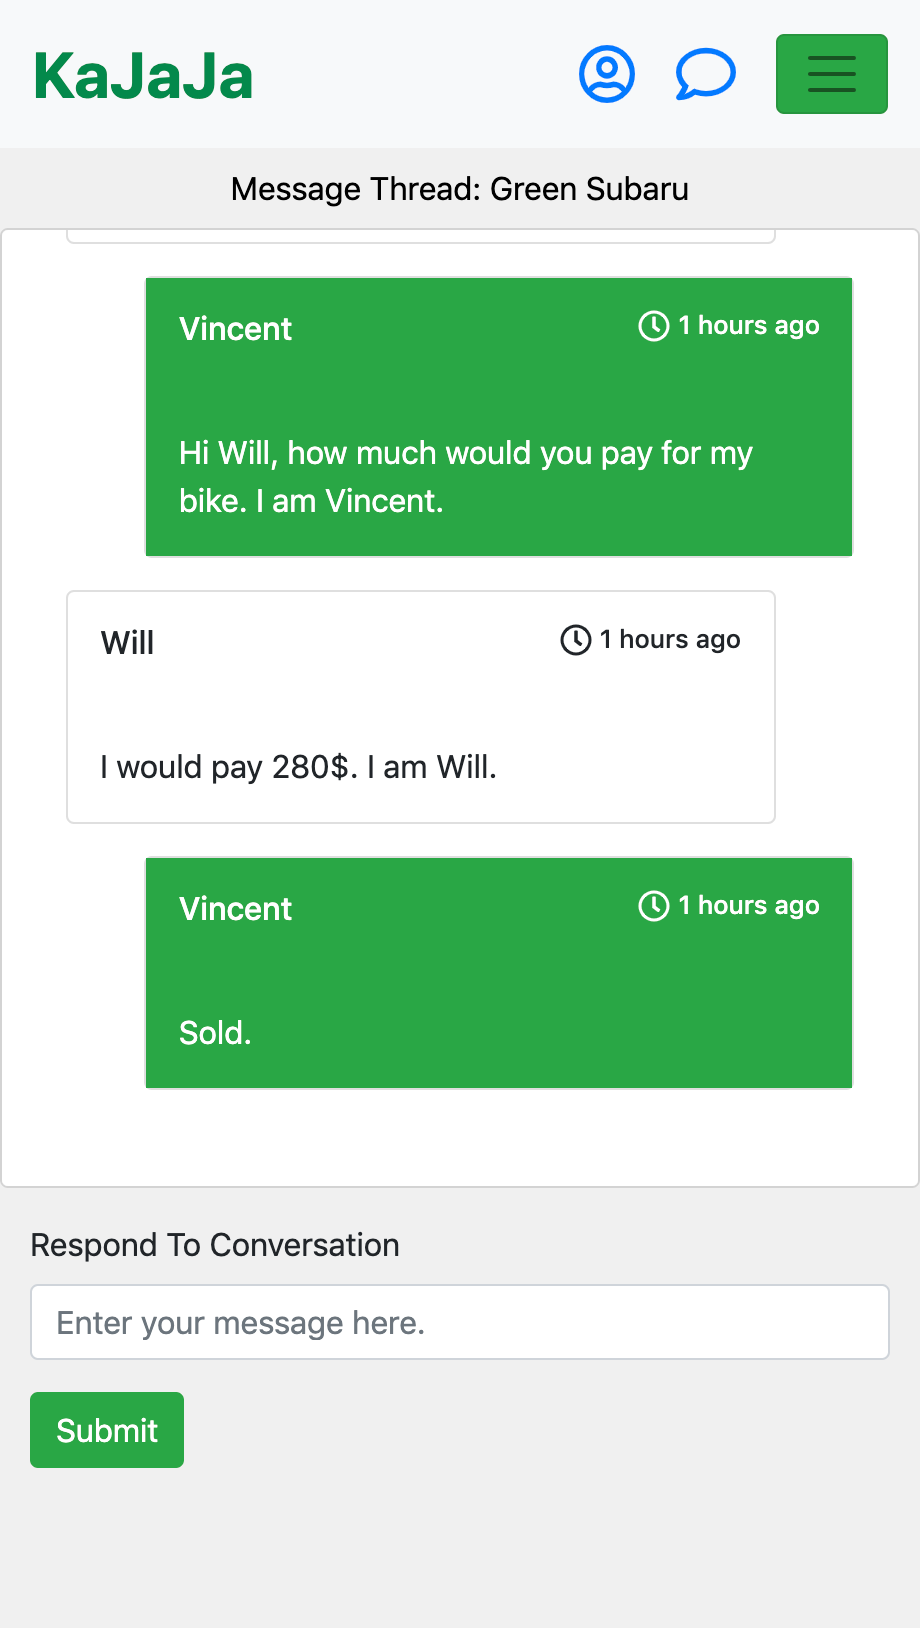 KaJaJa
Message Thread: Green Subaru
Vincent
1 hours ago
Hi Will, how much would you pay for my
bike. I am Vincent.
Will
1 hours ago
I would pay 280$. I am Will.
Vincent
1 hours ago
Sold.
Respond To Conversation
Enter your message here.
Submit